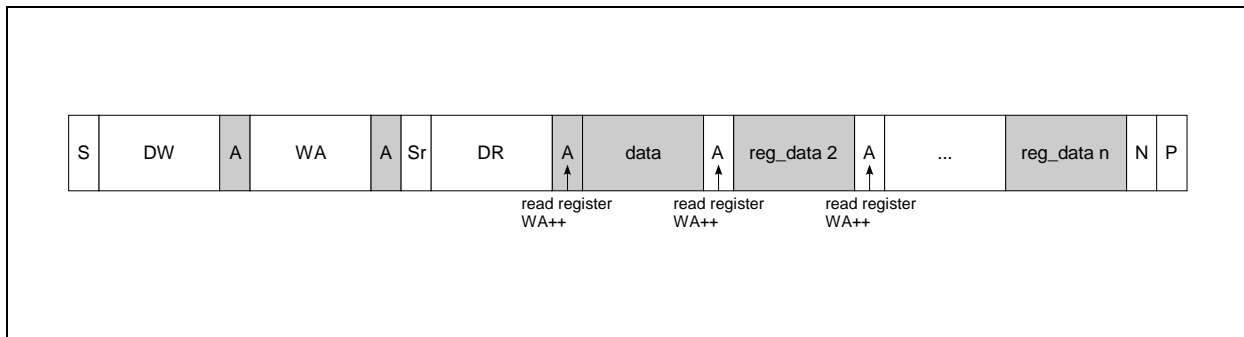 S DW A WA A Sr DR A data A reg_data 2 A ... reg_data n N P
read register read register read register
WA++ WA++ WA++